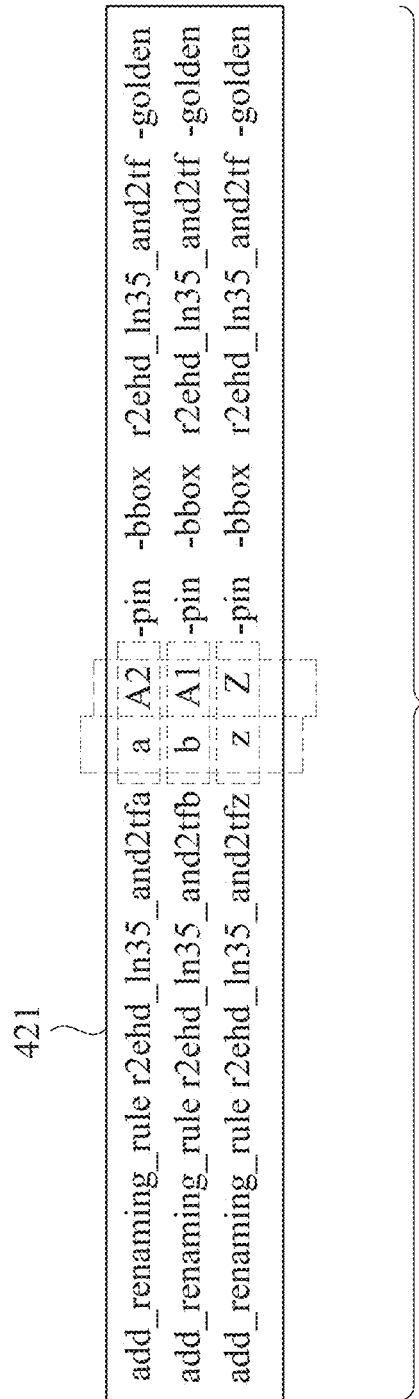 421
add_renaming_rule r2ehd_ln35_and2tfa a A2 -pin -bbox r2ehd_ln35_and2tf -golden
add_renaming_rule r2ehd_ln35_and2tfb b A1 -pin -bbox r2ehd_ln35_and2tf -golden
add_renaming_rule r2ehd_ln35_and2tfz z Z -pin -bbox r2ehd_ln35_and2tf -golden